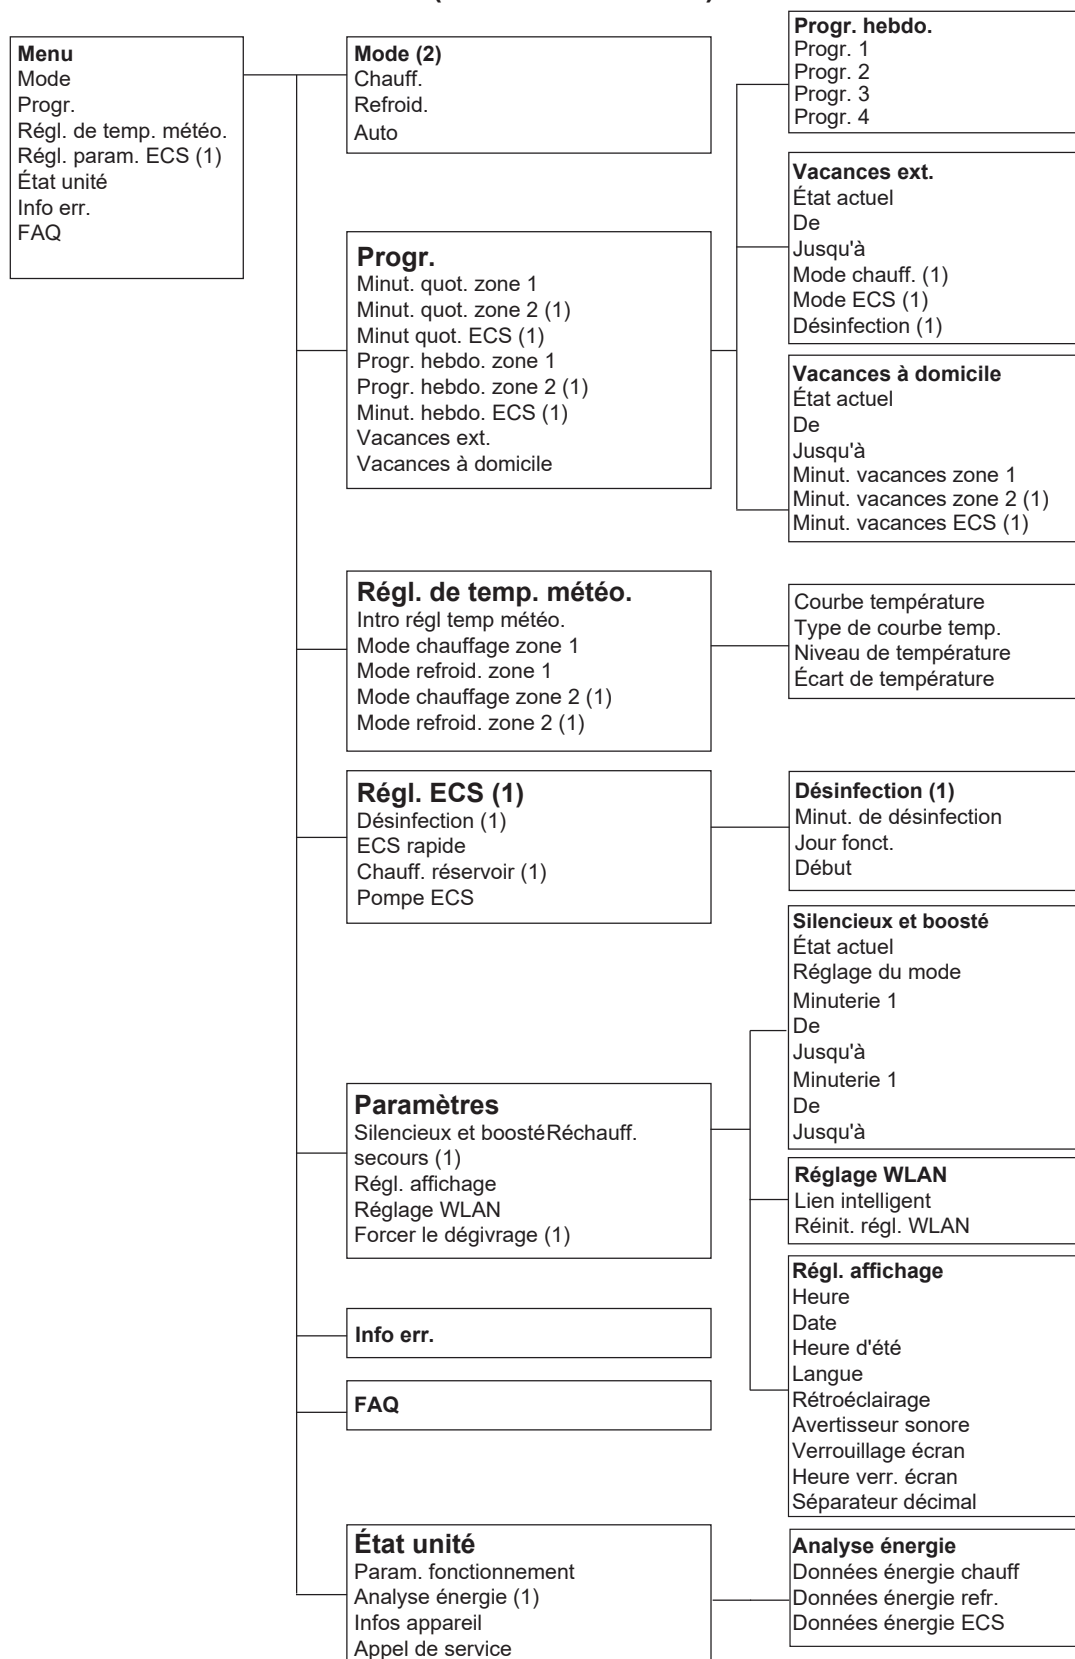 Menu
Mode
Progr.
Régl. de temp. météo.
Régl. param. ECS (1)
État unité
Info err.
FAQ
Mode (2)
Chauff.
Refroid.
Auto
Progr.
Minut. quot. zone 1
Minut. quot. zone 2 (1)
Minut quot. ECS (1)
Progr. hebdo. zone 1
Progr. hebdo. zone 2 (1)
Minut. hebdo. ECS (1)
Vacances ext.
Vacances à domicile
Progr. hebdo.
Progr. 1
Progr. 2
Progr. 3
Progr. 4
Vacances ext.
État actuel
De
Jusqu'à
Mode chauff. (1)
Mode ECS (1)
Désinfection (1)
Vacances à domicile
État actuel
De
Jusqu'à
Minut. vacances zone 1
Minut. vacances zone 2 (1)
Minut. vacances ECS (1)
Régl. de temp. météo.
Intro régl temp météo.
Mode chauffage zone 1
Mode refroid. zone 1
Mode chauffage zone 2 (1)
Mode refroid. zone 2 (1)
Courbe température
Type de courbe temp.
Niveau de température
Écart de température
Régl. ECS (1)
Désinfection (1)
ECS rapide
Chauff. réservoir (1)
Pompe ECS
Désinfection (1)
Minut. de désinfection
Jour fonct.
Début
Paramètres
Silencieux et boostéRéchauff.
secours (1)
Régl. affichage
Réglage WLAN
Forcer le dégivrage (1)
Silencieux et boosté
État actuel
Réglage du mode
Minuterie 1
De
Jusqu'à
Minuterie 1
De
Jusqu'à
Réglage WLAN
Lien intelligent
Réinit. régl. WLAN
Régl. affichage
Heure
Date
Heure d'été
Langue
Rétroéclairage
Avertisseur sonore
Verrouillage écran
Heure verr. écran
Séparateur décimal
Info err.
FAQ
État unité
Param. fonctionnement
Analyse énergie (1)
Infos appareil
Appel de service
Analyse énergie
Données énergie chauff
Données énergie refr.
Données énergie ECS